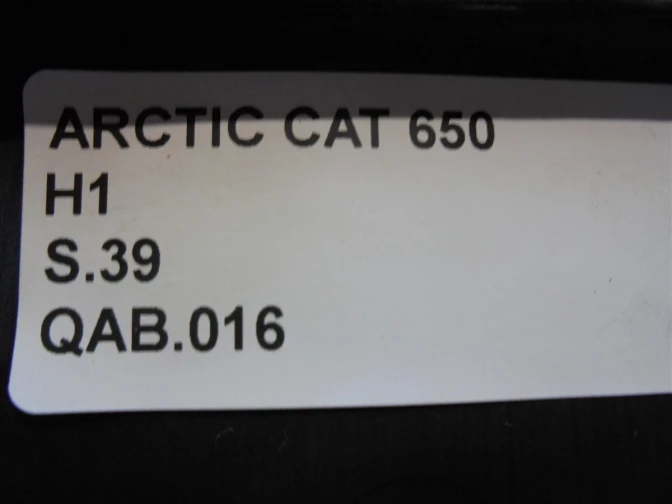 ARCTIC CAT 650
H1
S.39
QAB.016